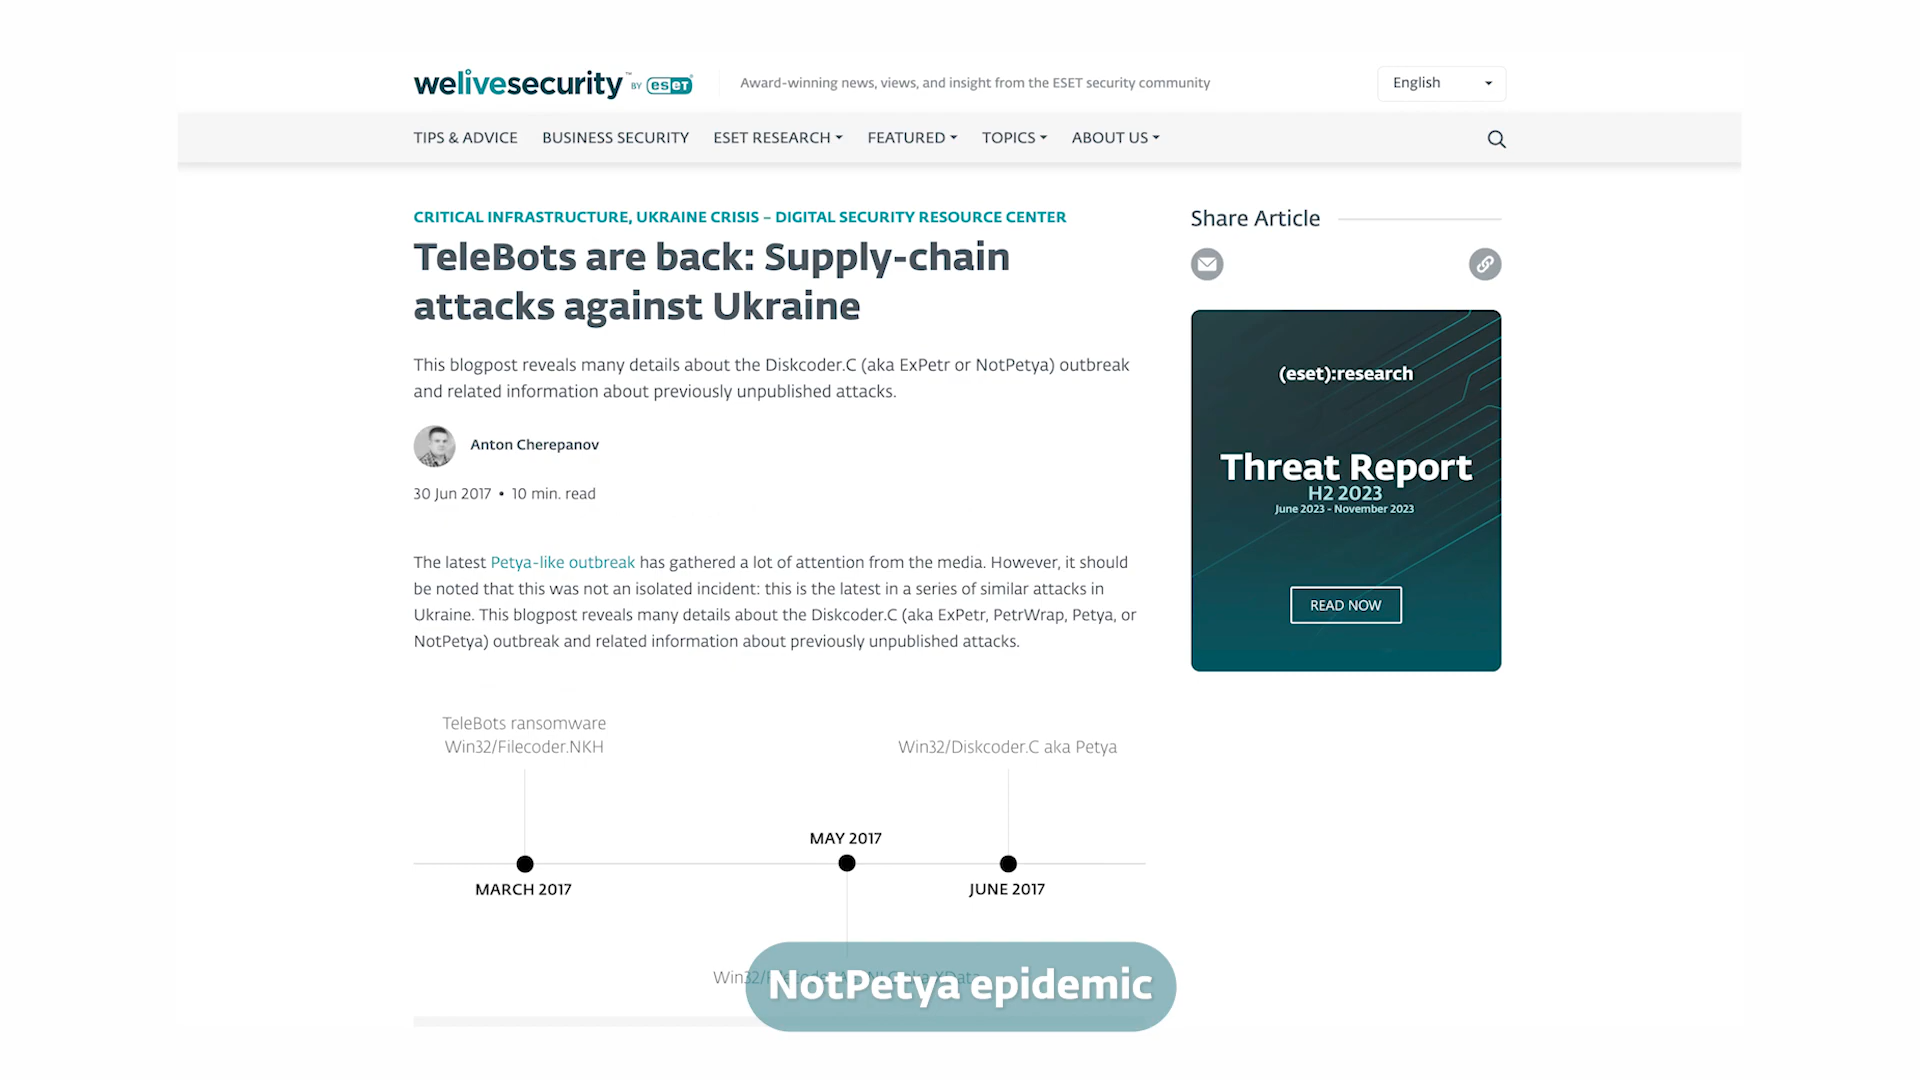 welivesecurity™ BY eseT®
Award-winning news, views, and insight from the ESET security community
English
TIPS & ADVICE
BUSINESS SECURITY
ESET RESEARCH
FEATURED
TOPICS
ABOUT US
CRITICAL INFRASTRUCTURE, UKRAINE CRISIS – DIGITAL SECURITY RESOURCE CENTER
TeleBots are back: Supply-chain
attacks against Ukraine
This blogpost reveals many details about the Diskcoder.C (aka ExPetr or NotPetya) outbreak
and related information about previously unpublished attacks.
Anton Cherepanov
30 Jun 2017 • 10 min. read
The latest Petya-like outbreak has gathered a lot of attention from the media. However, it should
be noted that this was not an isolated incident: this is the latest in a series of similar attacks in
Ukraine. This blogpost reveals many details about the Diskcoder.C (aka ExPetr, PetrWrap, Petya, or
NotPetya) outbreak and related information about previously unpublished attacks.
TeleBots ransomware
Win32/Filecoder.NKH
Win32/Diskcoder.C aka Petya
MAY 2017
MARCH 2017
JUNE 2017
NotPetya epidemic
Share Article
(eset):research
Threat Report
H2 2023
June 2023 - November 2023
READ NOW